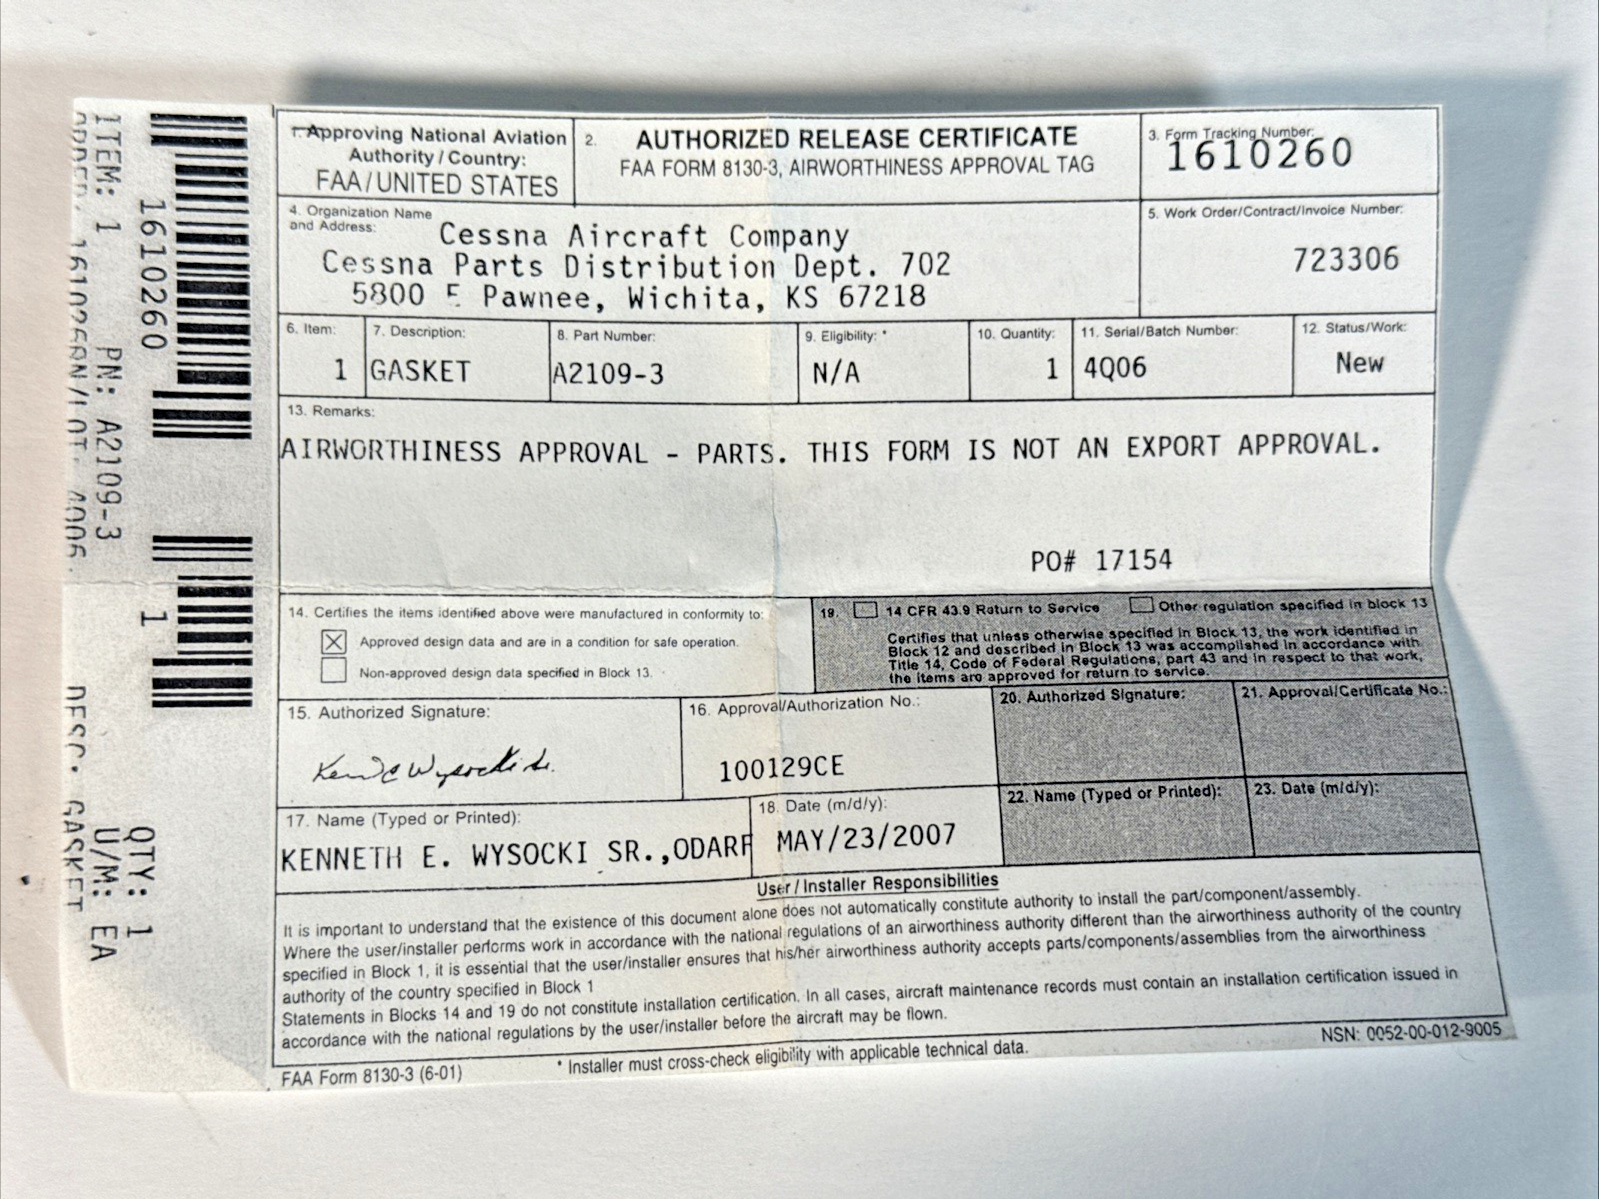 1. Approving National Aviation
Authority / Country:
FAA/UNITED STATES
2.
AUTHORIZED RELEASE CERTIFICATE
FAA FORM 8130-3, AIRWORTHINESS APPROVAL TAG
3. Form Tracking Number:
1610260
4. Organization Name
and Address:
Cessna Aircraft Company
Cessna Parts Distribution Dept. 702
5800 E Pawnee, Wichita, KS 67218
5. Work Order/Contract/Invoice Number:
723306
6. Item:
1
7. Description:
GASKET
8. Part Number:
A2109-3
9. Eligibility: *
N/A
10. Quantity:
1
11. Serial/Batch Number:
4Q06
12. Status/Work:
New
13. Remarks:
AIRWORTHINESS APPROVAL - PARTS. THIS FORM IS NOT AN EXPORT APPROVAL.
PO# 17154
14. Certifies the items identified above were manufactured in conformity to:
Approved design data and are in a condition for safe operation.
Non-approved design data specified in Block 13.
19. 14 CFR 43.9 Return to Service Other regulation specified in block 13
Certifies that unless otherwise specified in Block 13, the work identified in
Block 12 and described in Block 13 was accomplished in accordance with
Title 14, Code of Federal Regulations, part 43 and in respect to that work,
the items are approved for return to service.
15. Authorized Signature:
16. Approval/Authorization No.:
100129CE
20. Authorized Signature:
21. Approval/Certificate No.:
17. Name (Typed or Printed):
KENNETH E. WYSOCKI SR.,ODARF
18. Date (m/d/y):
MAY/23/2007
22. Name (Typed or Printed):
23. Date (m/d/y):
User / Installer Responsibilities
It is important to understand that the existence of this document alone does not automatically constitute authority to install the part/component/assembly.
Where the user/installer performs work in accordance with the national regulations of an airworthiness authority different than the airworthiness authority of the country
specified in Block 1, it is essential that the user/installer ensures that his/her airworthiness authority accepts parts/components/assemblies from the airworthiness
authority of the country specified in Block 1
Statements in Blocks 14 and 19 do not constitute installation certification. In all cases, aircraft maintenance records must contain an installation certification issued in
accordance with the national regulations by the user/installer before the aircraft may be flown.
FAA Form 8130-3 (6-01)
* Installer must cross-check eligibility with applicable technical data.
NSN: 0052-00-012-9005
1610260
1
QTY: 1
ITEM: 1 PN: A2109-3
U/M: EA
DESC: GASKET